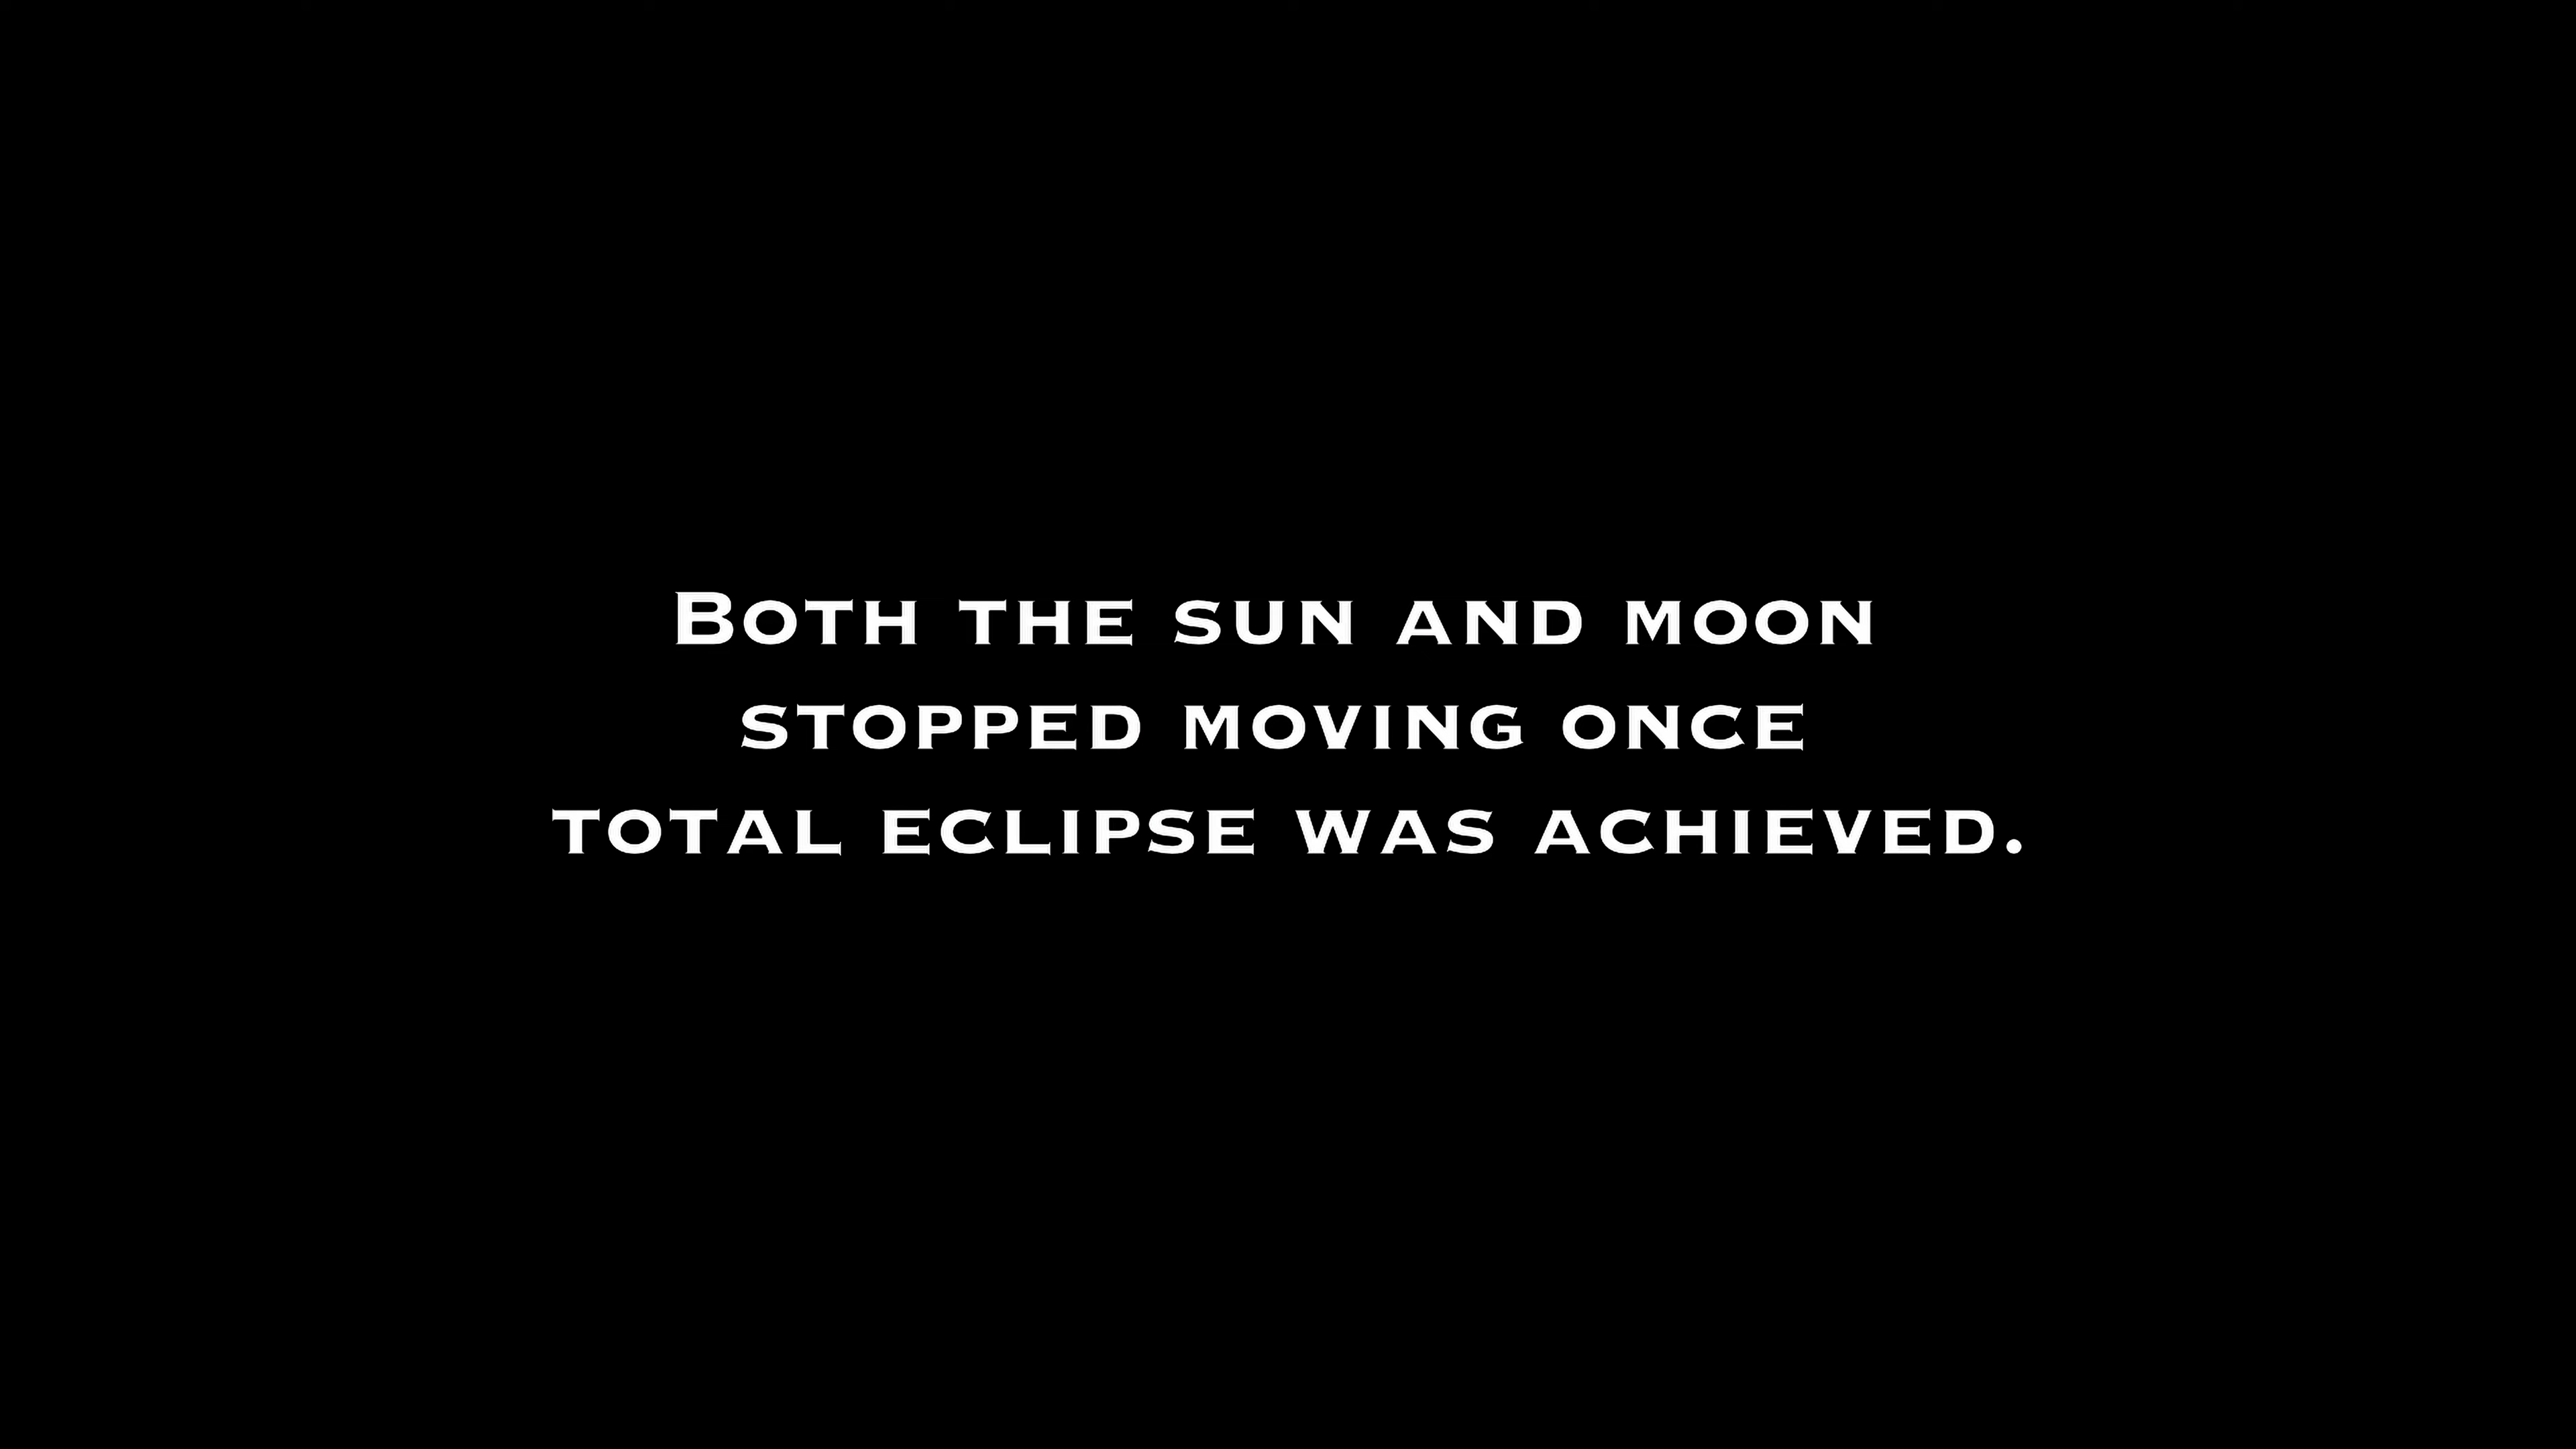 Both the sun and moon
stopped moving once
total eclipse was achieved.